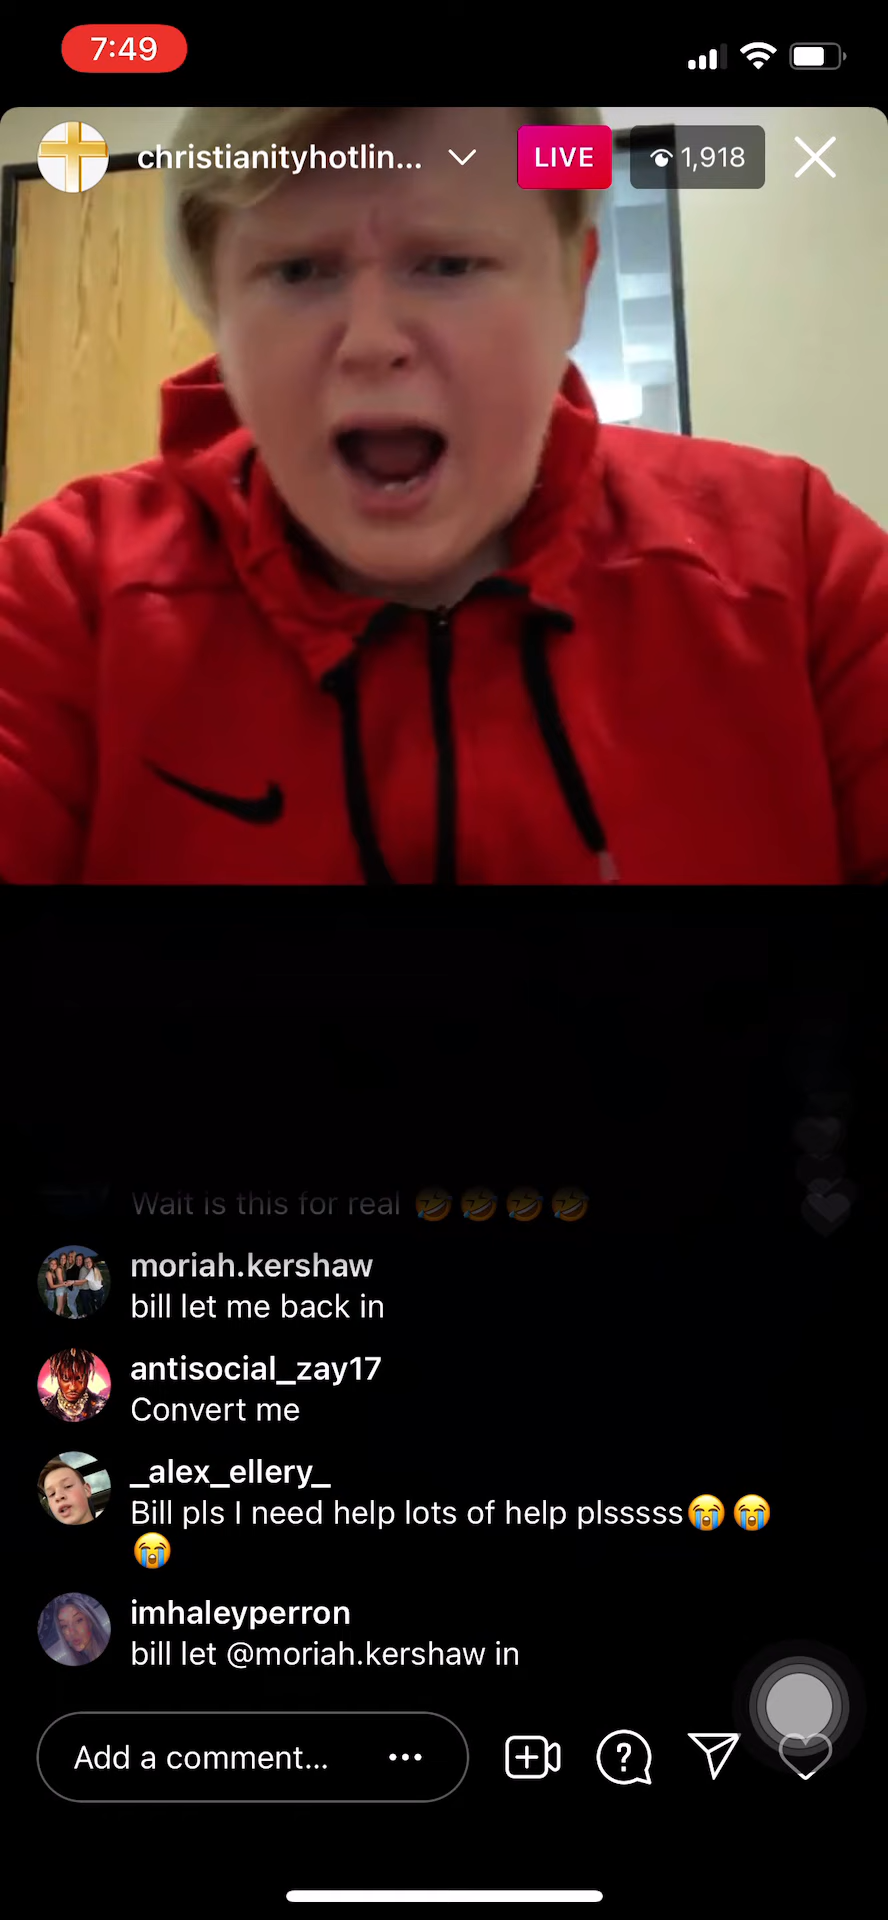 7:49
christianityhotlin...
LIVE
1,918
Wait is this for real 🤣🤣🤣🤣
moriah.kershaw
bill let me back in
antisocial_zay17
Convert me
_alex_ellery_
Bill pls I need help lots of help plsssss😭😭
😭
imhaleyperron
bill let @moriah.kershaw in
Add a comment...